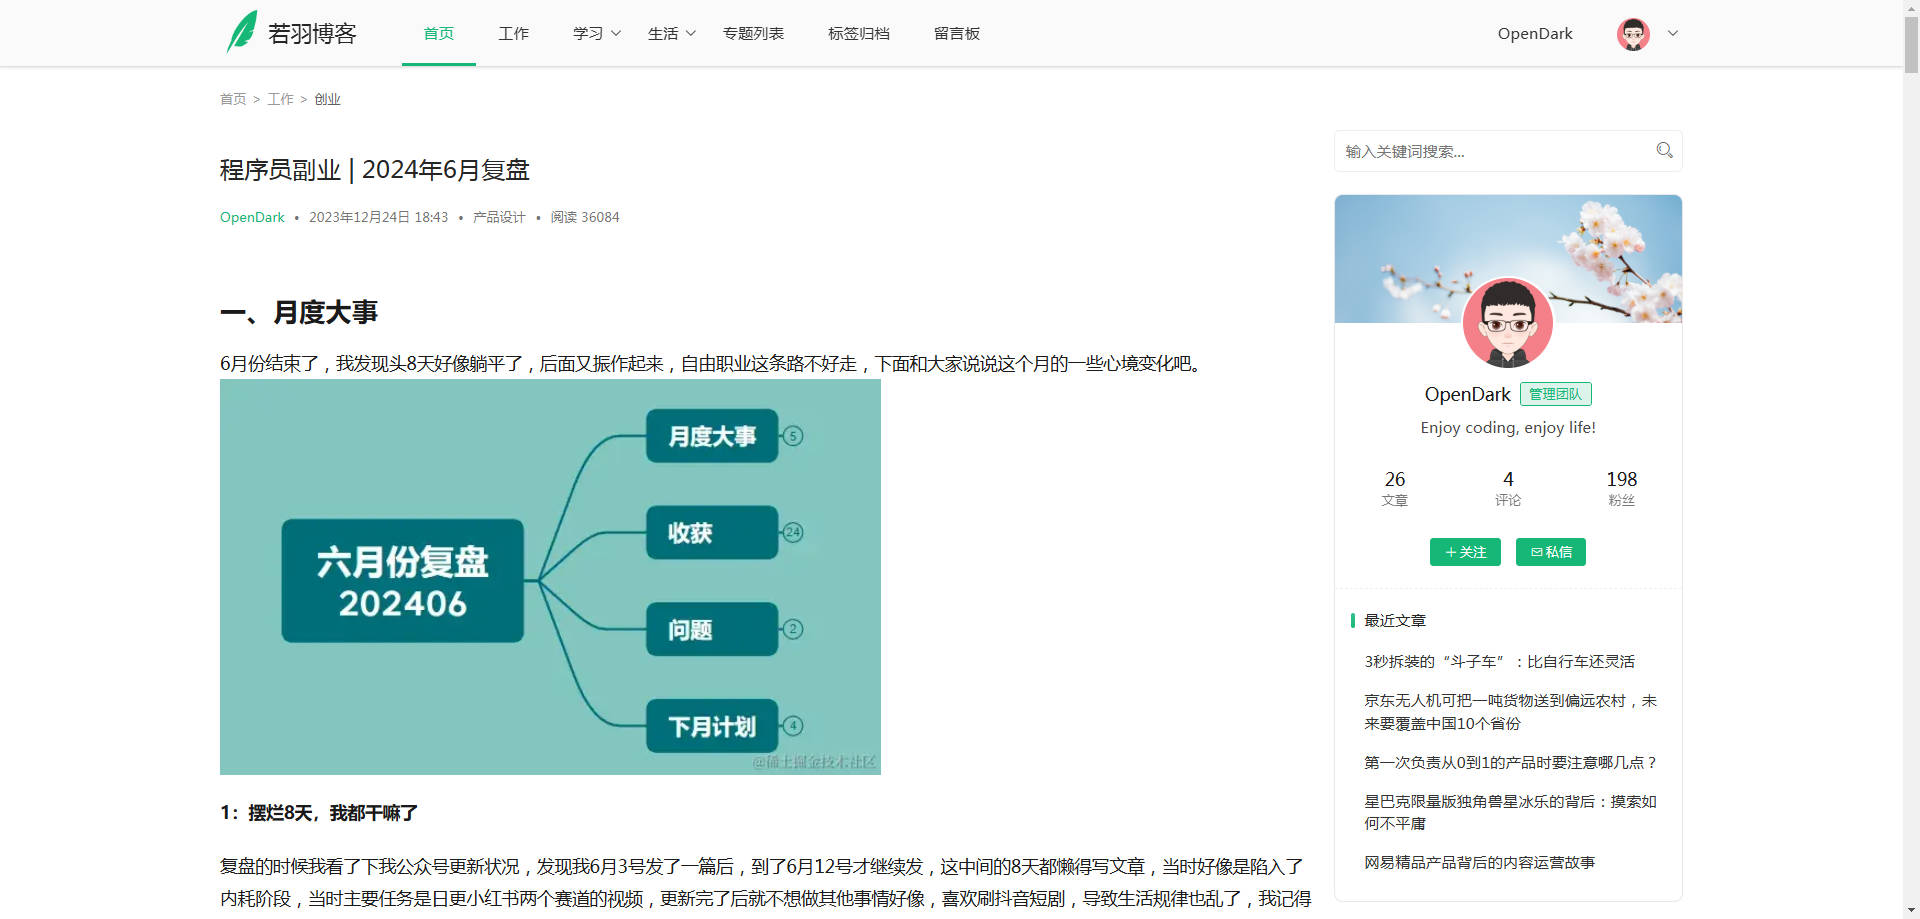 若羽博客
首页
工作
学习
生活
专题列表
标签归档
留言板
OpenDark
首页 > 工作 > 创业
程序员副业 | 2024年6月复盘
OpenDark • 2023年12月24日 18:43 • 产品设计 • 阅读 36084
一、月度大事
6月份结束了，我发现头8天好像躺平了，后面又振作起来，自由职业这条路不好走，下面和大家说说这个月的一些心境变化吧。
六月份复盘
202406
月度大事 5
收获 24
问题 2
下月计划 4
@稀土掘金技术社区
1：摆烂8天，我都干嘛了
复盘的时候我看了下我公众号更新状况，发现我6月3号发了一篇后，到了6月12号才继续发，这中间的8天都懒得写文章，当时好像是陷入了
内耗阶段，当时主要任务是日更小红书两个赛道的视频，更新完了后就不想做其他事情好像，喜欢刷抖音短剧，导致生活规律也乱了，我记得
输入关键词搜索...
OpenDark 管理团队
Enjoy coding, enjoy life!
26 4 198
文章 评论 粉丝
关注 私信
最近文章
3秒拆装的“斗子车”：比自行车还灵活
京东无人机可把一吨货物送到偏远农村，未
来要覆盖中国10个省份
第一次负责从0到1的产品时要注意哪几点？
星巴克限量版独角兽星冰乐的背后：摸索如
何不平庸
网易精品产品背后的内容运营故事